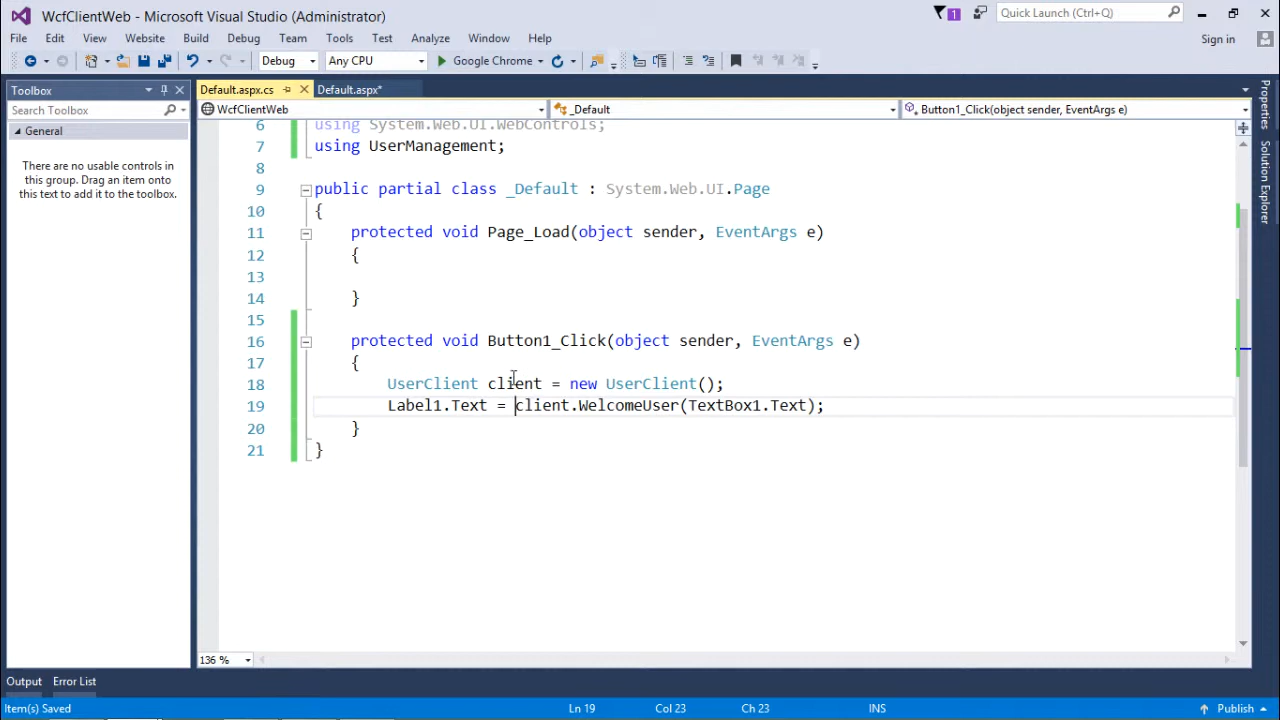 WcfClientWeb - Microsoft Visual Studio (Administrator)
1
Quick Launch (Ctrl+Q)
File Edit View Website Build Debug Team Tools Test Analyze Window Help
Sign in
Debug Any CPU Google Chrome
Toolbox
Default.aspx.cs Default.aspx*
Search Toolbox
WcfClientWeb _Default Button1_Click(object sender, EventArgs e)
General
There are no usable controls in
this group. Drag an item onto
this text to add it to the toolbox.
6 using System.Web.UI.WebControls;
7 using UserManagement;
8
9 public partial class _Default : System.Web.UI.Page
10 {
11 protected void Page_Load(object sender, EventArgs e)
12 {
13
14 }
15
16 protected void Button1_Click(object sender, EventArgs e)
17 {
18 UserClient client = new UserClient();
19 Label1.Text = client.WelcomeUser(TextBox1.Text);
20 }
21 }
Properties
Solution Explorer
136 %
Output Error List
Item(s) Saved Ln 19 Col 23 Ch 23 INS Publish